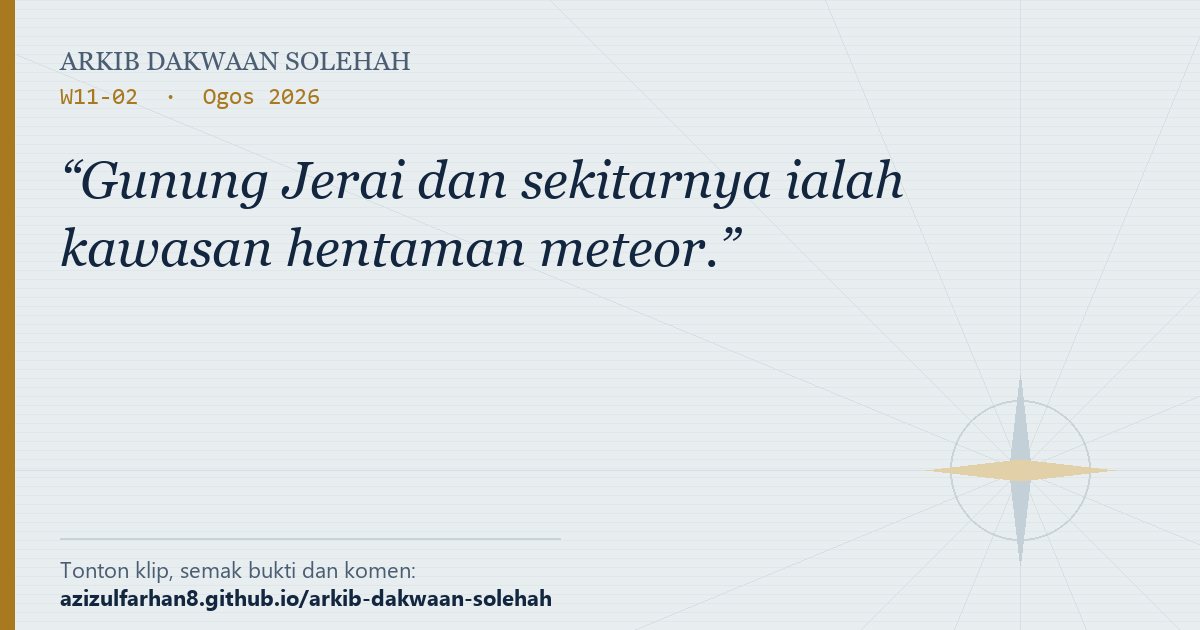 ARKIB DAKWAAN SOLEHAH
W11-02 · Ogos 2026
“Gunung Jerai dan sekitarnya ialah
kawasan hentaman meteor.”
Tonton klip, semak bukti dan komen:
azizulfarhan8.github.io/arkib-dakwaan-solehah